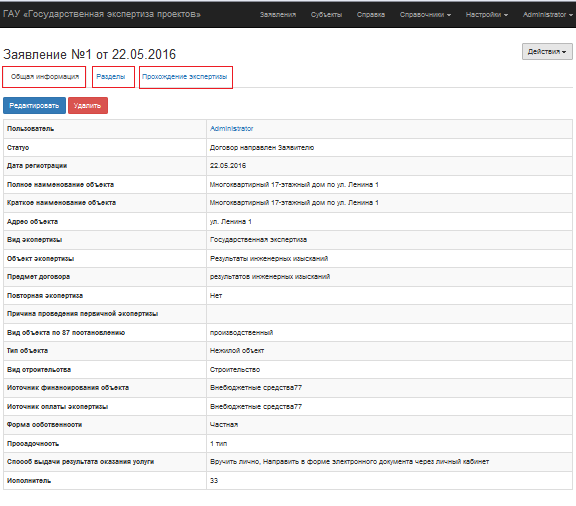 ГАУ «Государственная экспертиза проектов» Заявления Субъекты Справка Справочники Настройки Administrator
Заявление №1 от 22.05.2016 Действия
Общая информация Разделы Прохождение экспертизы
Редактировать Удалить
Пользователь Administrator
Статус Договор направлен Заявителю
Дата регистрации 22.05.2016
Полное наименование объекта Многоквартирный 17-этажный дом по ул. Ленина 1
Краткое наименование объекта Многоквартирный 17-этажный дом по ул. Ленина 1
Адрес объекта ул. Ленина 1
Вид экспертизы Государственная экспертиза
Объект экспертизы Результаты инженерных изысканий
Предмет договора результатов инженерных изысканий
Повторная экспертиза Нет
Причина проведения первичной экспертизы
Вид объекта по 87 постановлению производственный
Тип объекта Нежилой объект
Вид строительства Строительство
Источник финансирования объекта Внебюджетные средства77
Источник оплаты экспертизы Внебюджетные средства77
Форма собственности Частная
Просадочность 1 тип
Способ выдачи результата оказания услуги Вручить лично, Направить в форме электронного документа через личный кабинет
Исполнитель 33